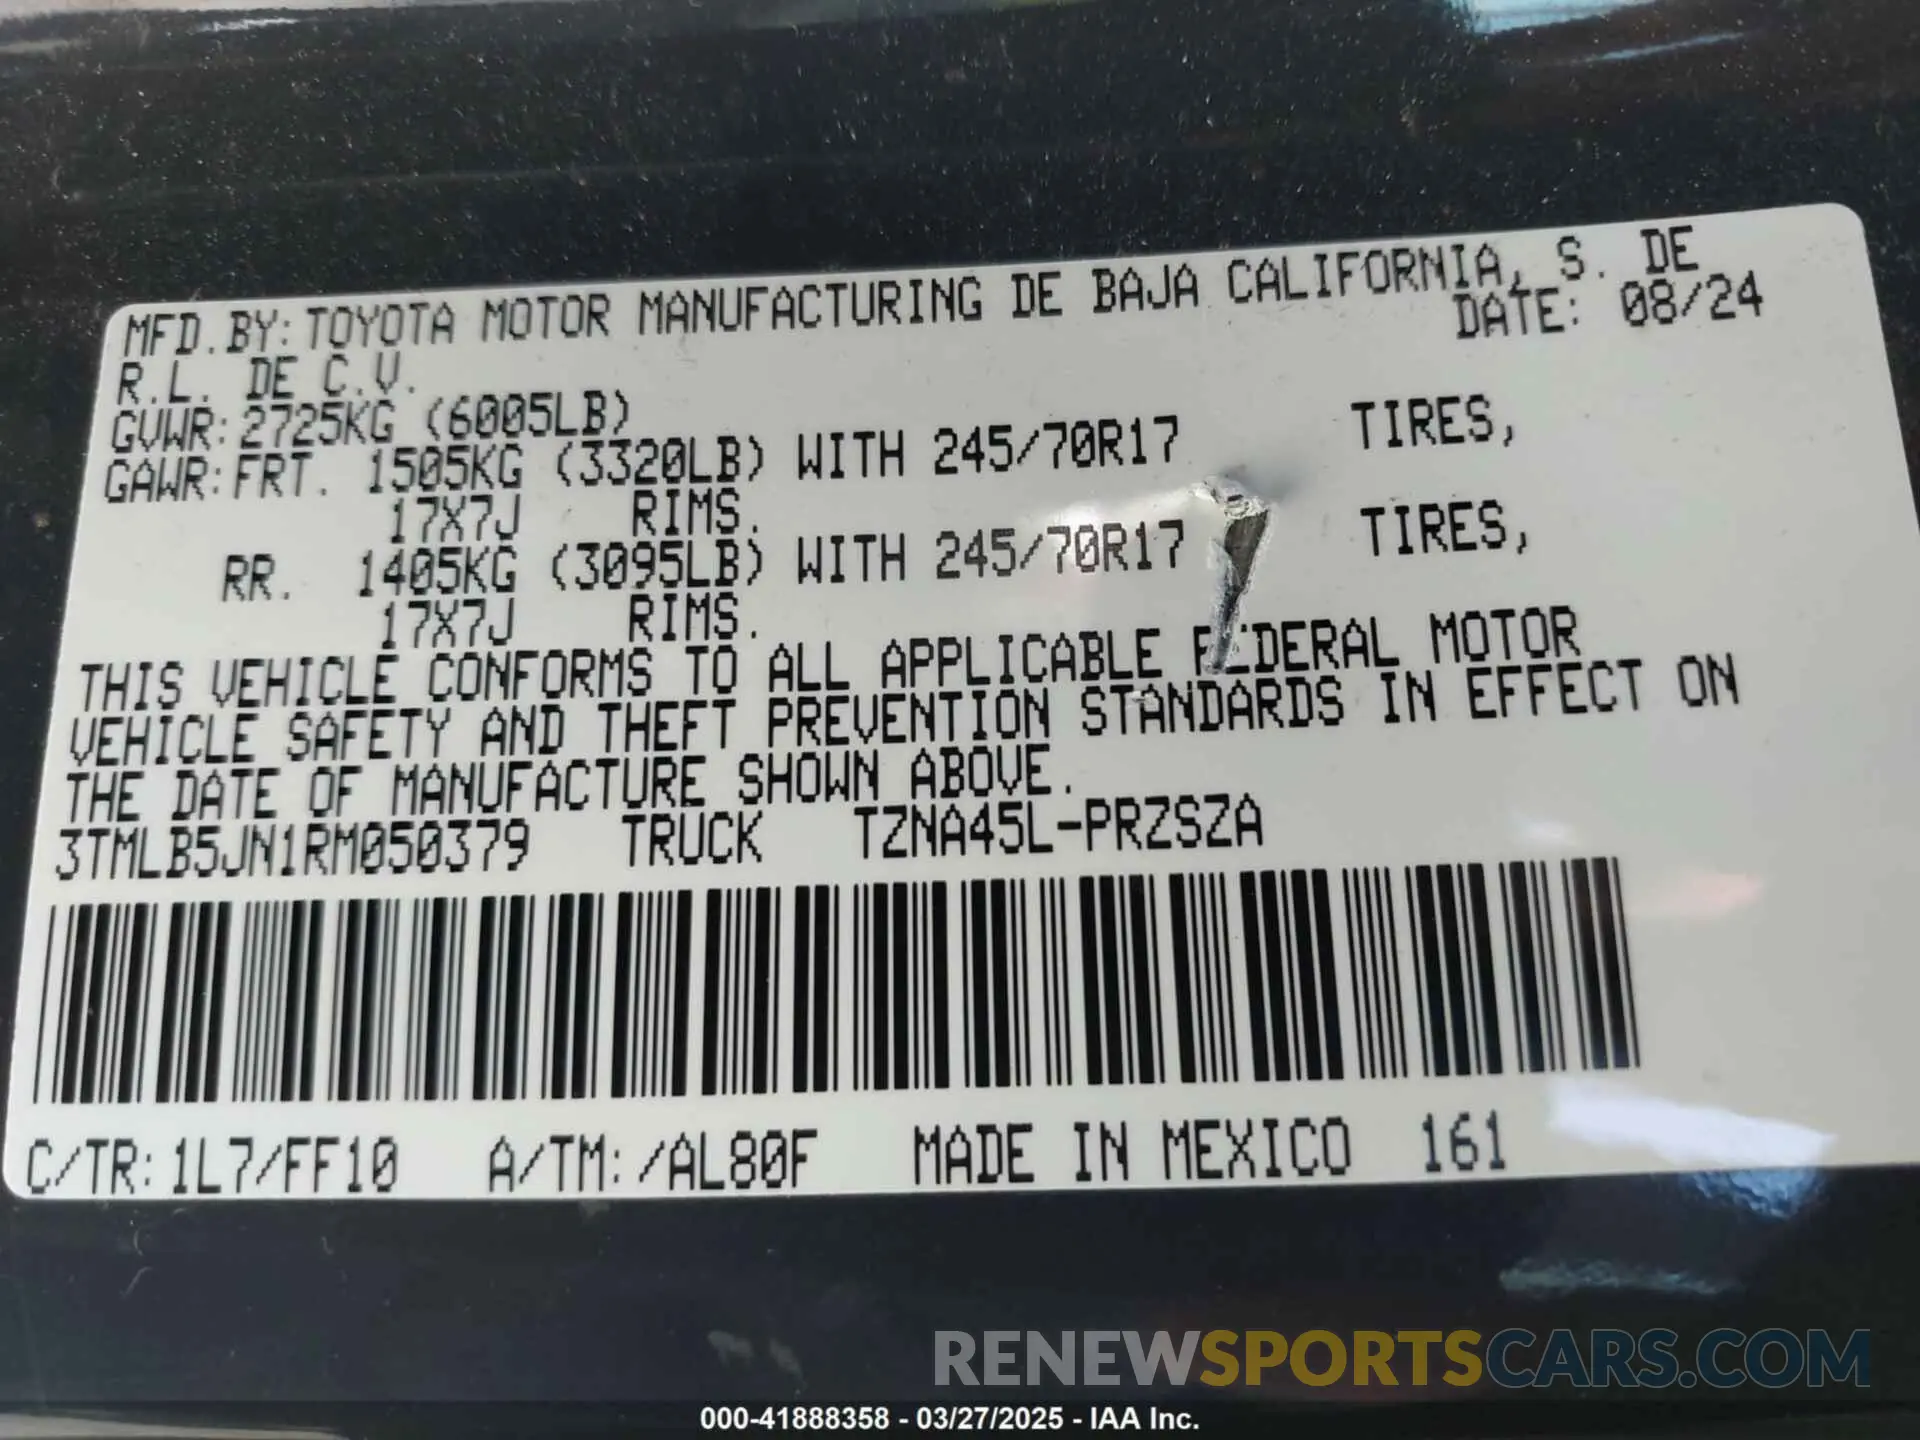 MFD.BY:TOYOTA MOTOR MANUFACTURING DE BAJA CALIFORNIA, S. DE
R.L. DE C.V. DATE: 08/24
GVWR:2725KG (6005LB)
GAWR:FRT. 1505KG (3320LB) WITH 245/70R17 TIRES,
17X7J RIMS.
RR. 1405KG (3095LB) WITH 245/70R17 TIRES,
17X7J RIMS.
THIS VEHICLE CONFORMS TO ALL APPLICABLE FEDERAL MOTOR
VEHICLE SAFETY AND THEFT PREVENTION STANDARDS IN EFFECT ON
THE DATE OF MANUFACTURE SHOWN ABOVE.
3TMLB5JN1RM050379 TRUCK TZNA45L-PRZSZA
C/TR:1L7/FF10 A/TM:/AL80F MADE IN MEXICO 161
RENEWSPORTSCARS.COM
000-41888358 - 03/27/2025 - IAA Inc.